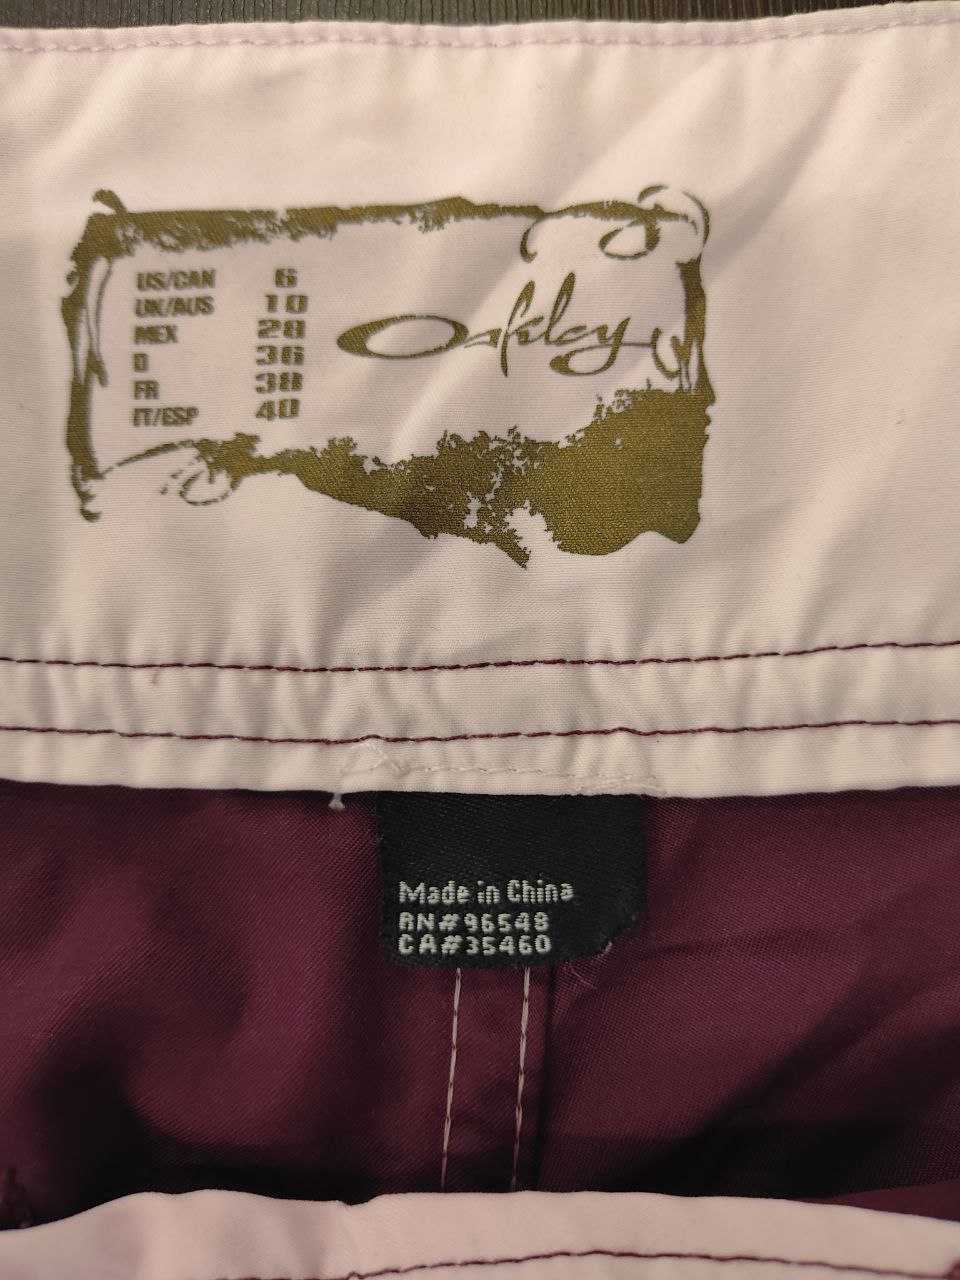 US/CAN 6
UK/AUS 10
MEX 28
D 36
FR 38
IT/ESP 40
Oakley
Made in China
RN#96548
CA#35460